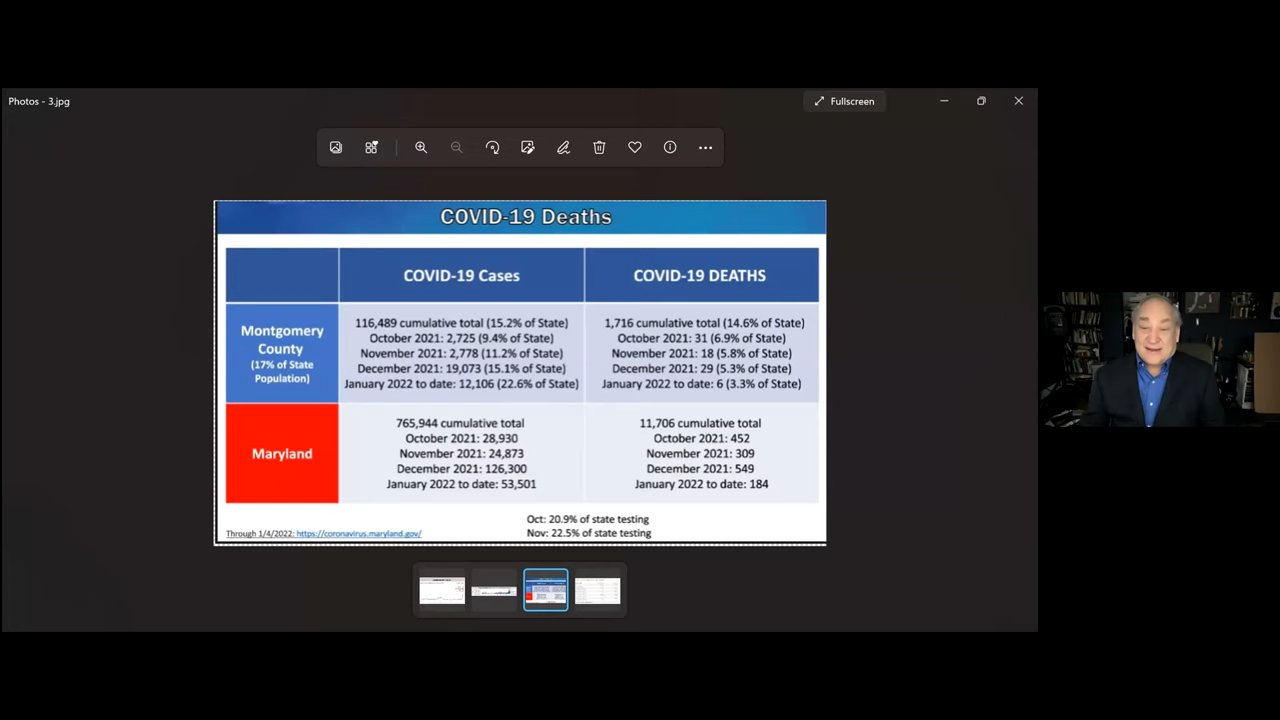 Photos - 3.jpg
Fullscreen
COVID-19 Deaths
COVID-19 Cases
COVID-19 DEATHS
Montgomery
County
(17% of State
Population)
116,489 cumulative total (15.2% of State)
October 2021: 2,725 (9.4% of State)
November 2021: 2,778 (11.2% of State)
December 2021: 19,073 (15.1% of State)
January 2022 to date: 12,106 (22.6% of State)
1,716 cumulative total (14.6% of State)
October 2021: 31 (6.9% of State)
November 2021: 18 (5.8% of State)
December 2021: 29 (5.3% of State)
January 2022 to date: 6 (3.3% of State)
Maryland
765,944 cumulative total
October 2021: 28,930
November 2021: 24,873
December 2021: 126,300
January 2022 to date: 53,501
11,706 cumulative total
October 2021: 452
November 2021: 309
December 2021: 549
January 2022 to date: 184
Oct: 20.9% of state testing
Nov: 22.5% of state testing
Through 1/4/2022: https://coronavirus.maryland.gov/